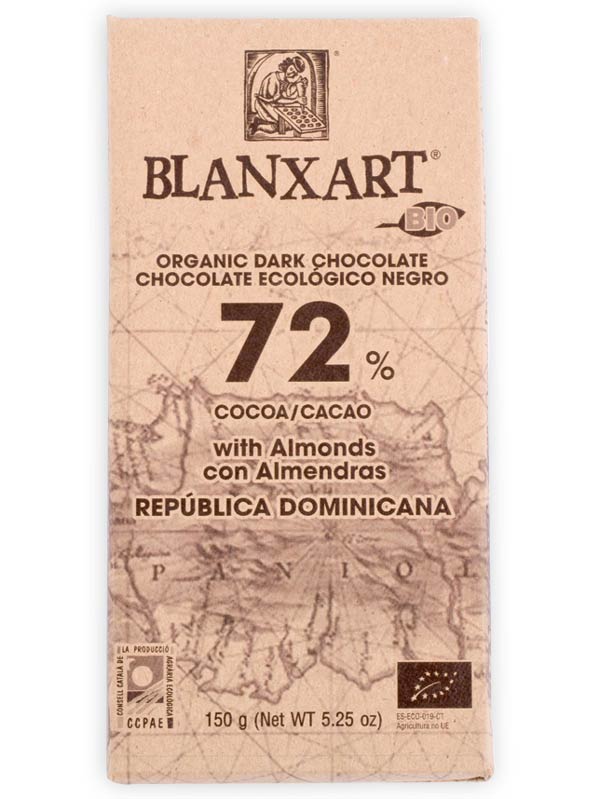 BLANXART®
BIO
ORGANIC DARK CHOCOLATE
CHOCOLATE ECOLÓGICO NEGRO
72 %
COCOA/CACAO
with Almonds
con Almendras
REPÚBLICA DOMINICANA
P A N I O L
CONSELL CATALÀ DE
LA PRODUCCIÓ
AGRÀRIA ECOLÒGICA
CCPAE
150 g (Net WT 5.25 oz)
ES-ECO-019-CT
Agricultura no UE